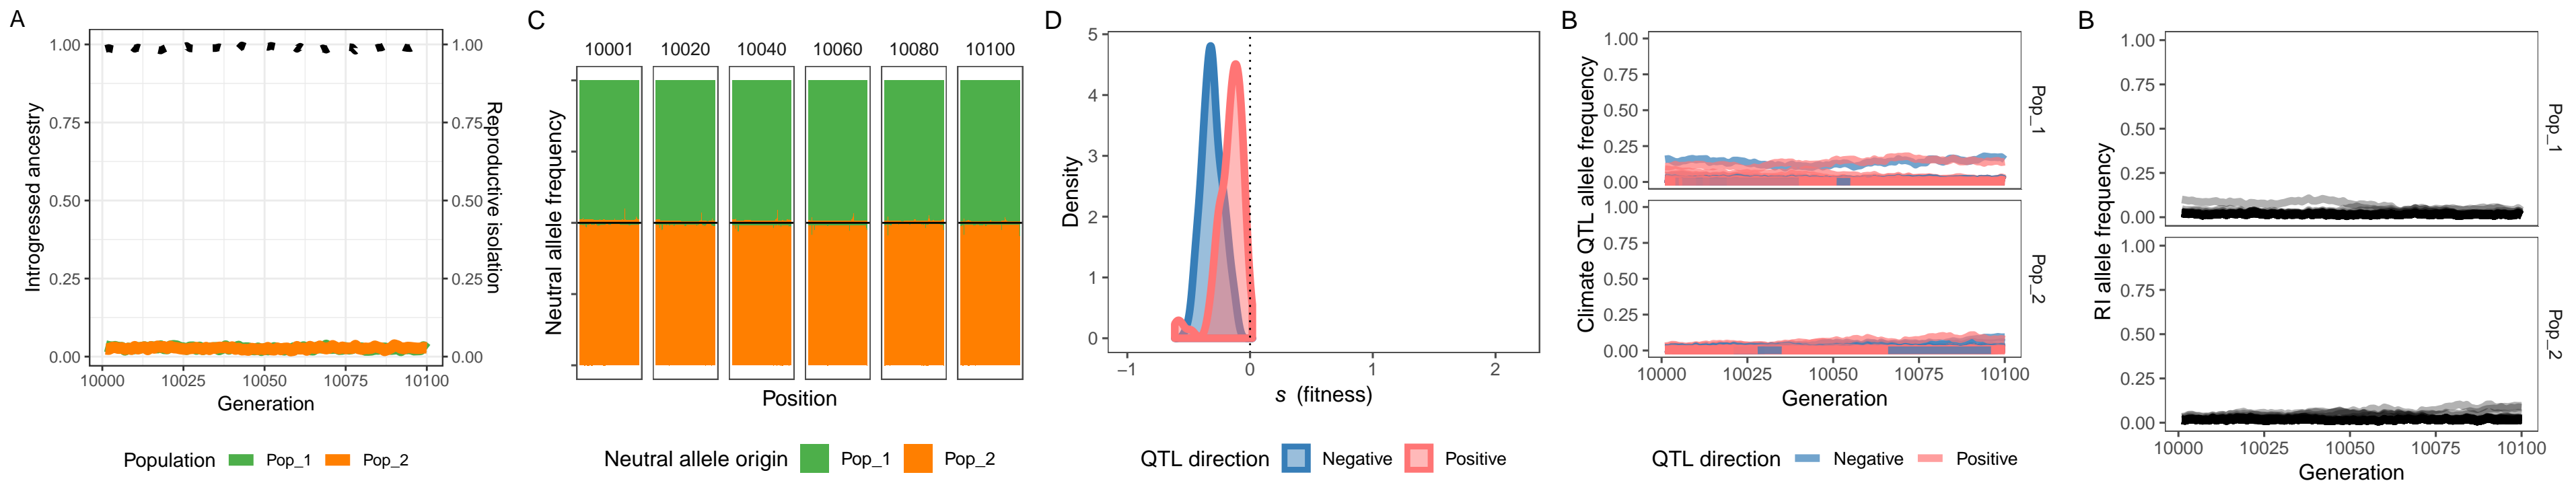 A
Introgressed ancestry
1.00
0.75
0.50
0.25
0.00
1.00
0.75
0.50
0.25
0.00
Reproductive isolation
10000 10025 10050 10075 10100
Generation
Population Pop_1 Pop_2
C
10001 10020 10040 10060 10080 10100
Neutral allele frequency
Position
Neutral allele origin Pop_1 Pop_2
D
Density
5
4
3
2
1
0
−1 0 1 2
s (fitness)
QTL direction Negative Positive
B
Climate QTL allele frequency
1.00
0.75
0.50
0.25
0.00
Pop_1
1.00
0.75
0.50
0.25
0.00
Pop_2
10000 10025 10050 10075 10100
Generation
QTL direction Negative Positive
B
RI allele frequency
1.00
0.75
0.50
0.25
0.00
Pop_1
1.00
0.75
0.50
0.25
0.00
Pop_2
10000 10025 10050 10075 10100
Generation